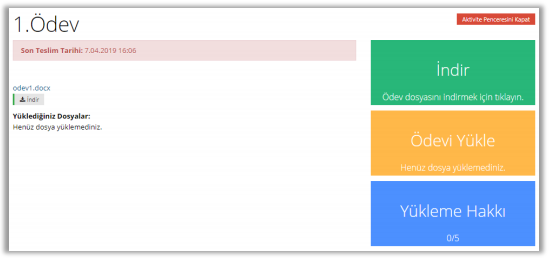 1.Ödev
Aktivite Penceresini Kapat
Son Teslim Tarihi: 7.04.2019 16:06
odev1.docx
İndir
Yüklediğiniz Dosyalar:
Henüz dosya yüklemediniz.
İndir
Ödev dosyasını indirmek için tıklayın.
Ödevi Yükle
Henüz dosya yüklemediniz.
Yükleme Hakkı
0/5